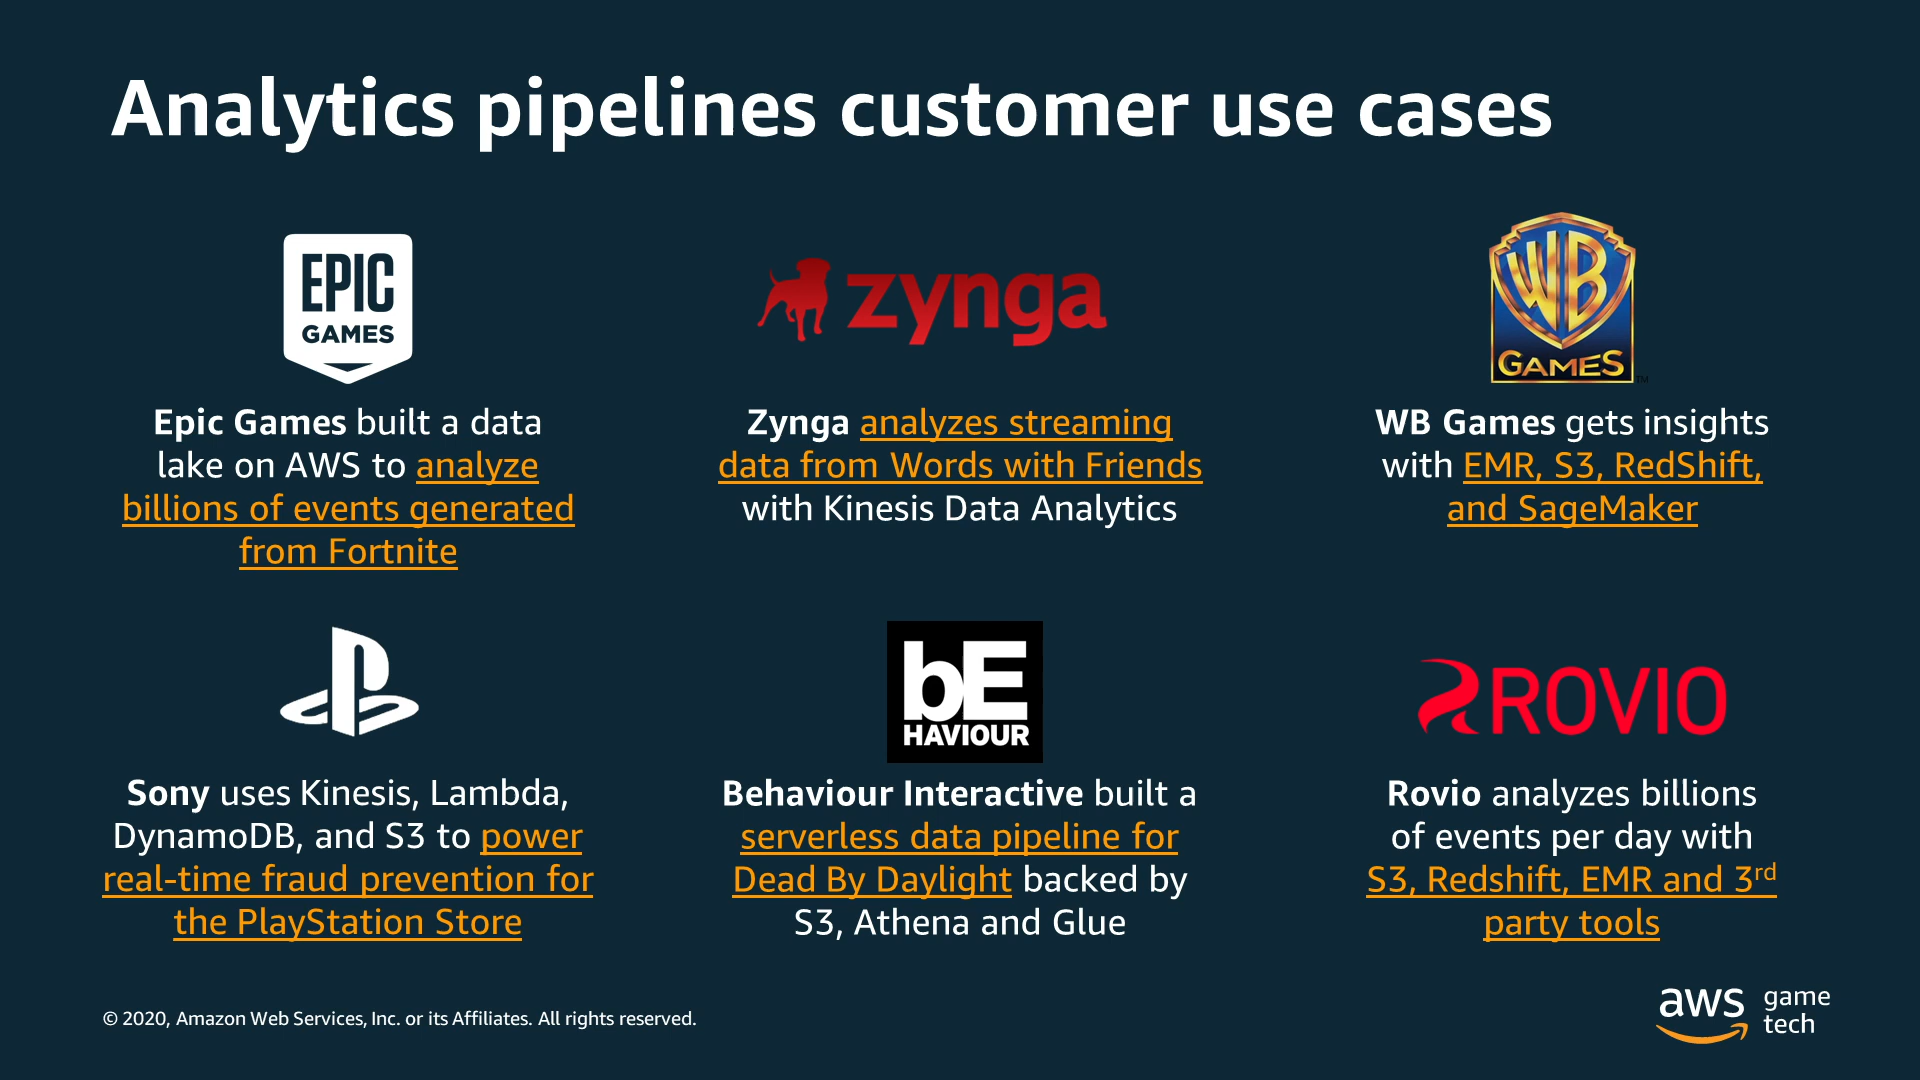 Analytics pipelines customer use cases
EPIC
GAMES
Epic Games built a data
lake on AWS to analyze
billions of events generated
from Fortnite
zynga
Zynga analyzes streaming
data from Words with Friends
with Kinesis Data Analytics
WB
GAMES
TM
WB Games gets insights
with EMR, S3, RedShift,
and SageMaker
Sony uses Kinesis, Lambda,
DynamoDB, and S3 to power
real-time fraud prevention for
the PlayStation Store
bE
HAVIOUR
Behaviour Interactive built a
serverless data pipeline for
Dead By Daylight backed by
S3, Athena and Glue
ROVIO
Rovio analyzes billions
of events per day with
S3, Redshift, EMR and 3rd
party tools
© 2020, Amazon Web Services, Inc. or its Affiliates. All rights reserved.
aws game
tech